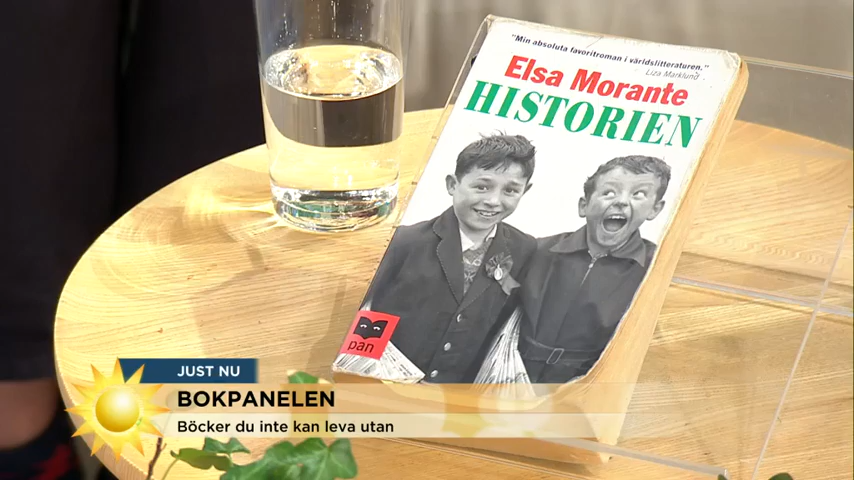 "Min absoluta favoritroman i världslitteraturen."
Liza Marklund
Elsa Morante
HISTORIEN
pan
JUST NU
BOKPANELEN
Böcker du inte kan leva utan